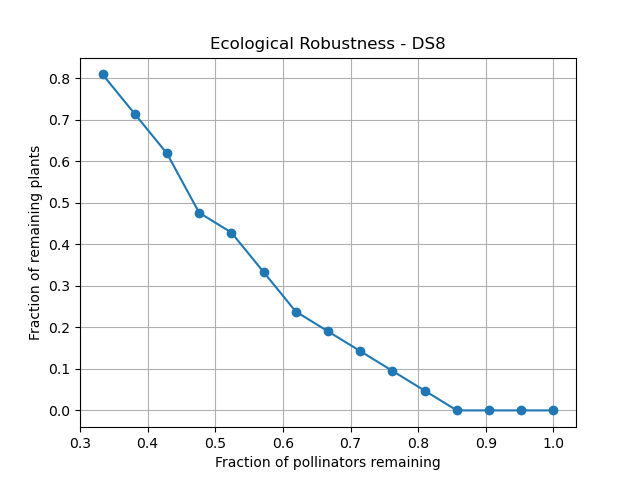 Ecological Robustness - DS8
Fraction of remaining plants
0.8
0.7
0.6
0.5
0.4
0.3
0.2
0.1
0.0
0.3 0.4 0.5 0.6 0.7 0.8 0.9 1.0
Fraction of pollinators remaining